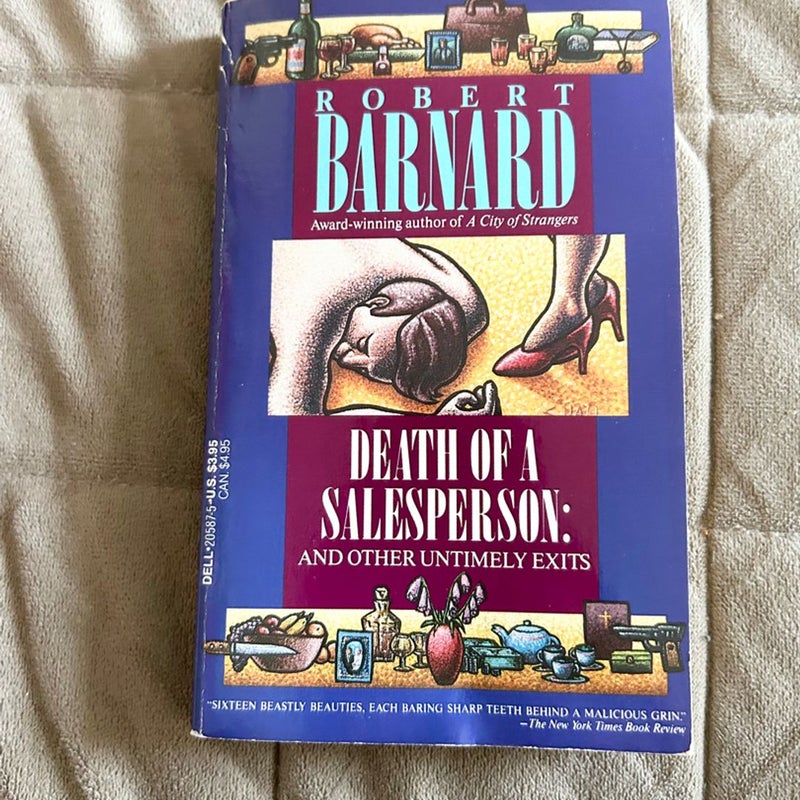 ROBERT
BARNARD
Award-winning author of A City of Strangers
DEATH OF A
SALESPERSON:
AND OTHER UNTIMELY EXITS
DELL•20587-5•U.S. $3.95
CAN. $4.95
"SIXTEEN BEASTLY BEAUTIES, EACH BARING SHARP TEETH BEHIND A MALICIOUS GRIN."
—The New York Times Book Review